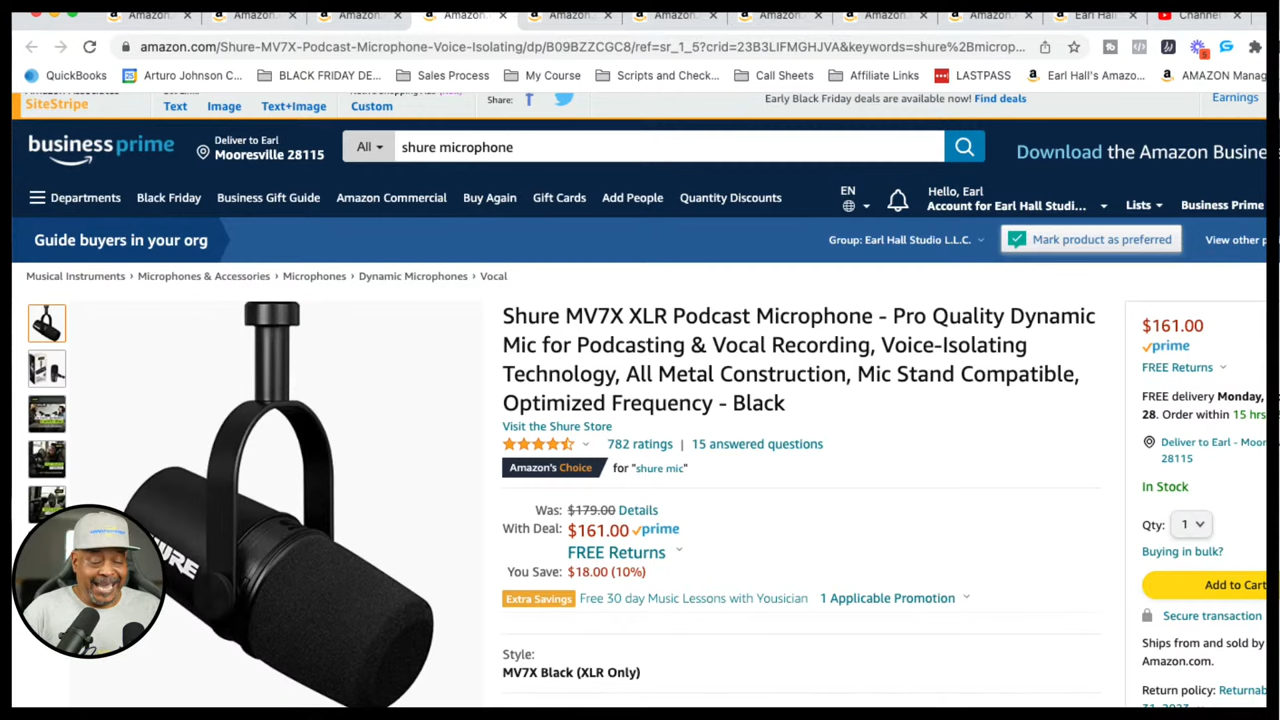 Amazon. Amazon. Amazon. Amazon. Amazon. Amazon. Amazon. Amazon. Amazon. Earl Hall Channel
amazon.com/Shure-MV7X-Podcast-Microphone-Voice-Isolating/dp/B09BZZCGC8/ref=sr_1_5?crid=23B3LIFMGHJVA&keywords=shure%2Bmicrop...
QuickBooks Arturo Johnson C... BLACK FRIDAY DE... Sales Process My Course Scripts and Check... Call Sheets Affiliate Links LASTPASS Earl Hall's Amazo... AMAZON Manag
SiteStripe Text Image Text+Image Custom Share: Early Black Friday deals are available now! Find deals Earnings
business prime
Deliver to Earl
Mooresville 28115
All shure microphone
Download the Amazon Busine
Departments Black Friday Business Gift Guide Amazon Commercial Buy Again Gift Cards Add People Quantity Discounts
EN
Hello, Earl
Account for Earl Hall Studi... Lists Business Prime
Guide buyers in your org Group: Earl Hall Studio L.L.C. Mark product as preferred View other p
Musical Instruments › Microphones & Accessories › Microphones › Dynamic Microphones › Vocal
Shure MV7X XLR Podcast Microphone - Pro Quality Dynamic
Mic for Podcasting & Vocal Recording, Voice-Isolating
Technology, All Metal Construction, Mic Stand Compatible,
Optimized Frequency - Black
Visit the Shure Store
782 ratings | 15 answered questions
Amazon's Choice for "shure mic"
Was: $179.00 Details
With Deal: $161.00 prime
FREE Returns
You Save: $18.00 (10%)
Extra Savings Free 30 day Music Lessons with Yousician 1 Applicable Promotion
Style:
MV7X Black (XLR Only)
$161.00
prime
FREE Returns
FREE delivery Monday,
28. Order within 15 hrs
Deliver to Earl - Moor
28115
In Stock
Qty: 1
Buying in bulk?
Add to Cart
Secure transaction
Ships from and sold by
Amazon.com.
Return policy: Returnab